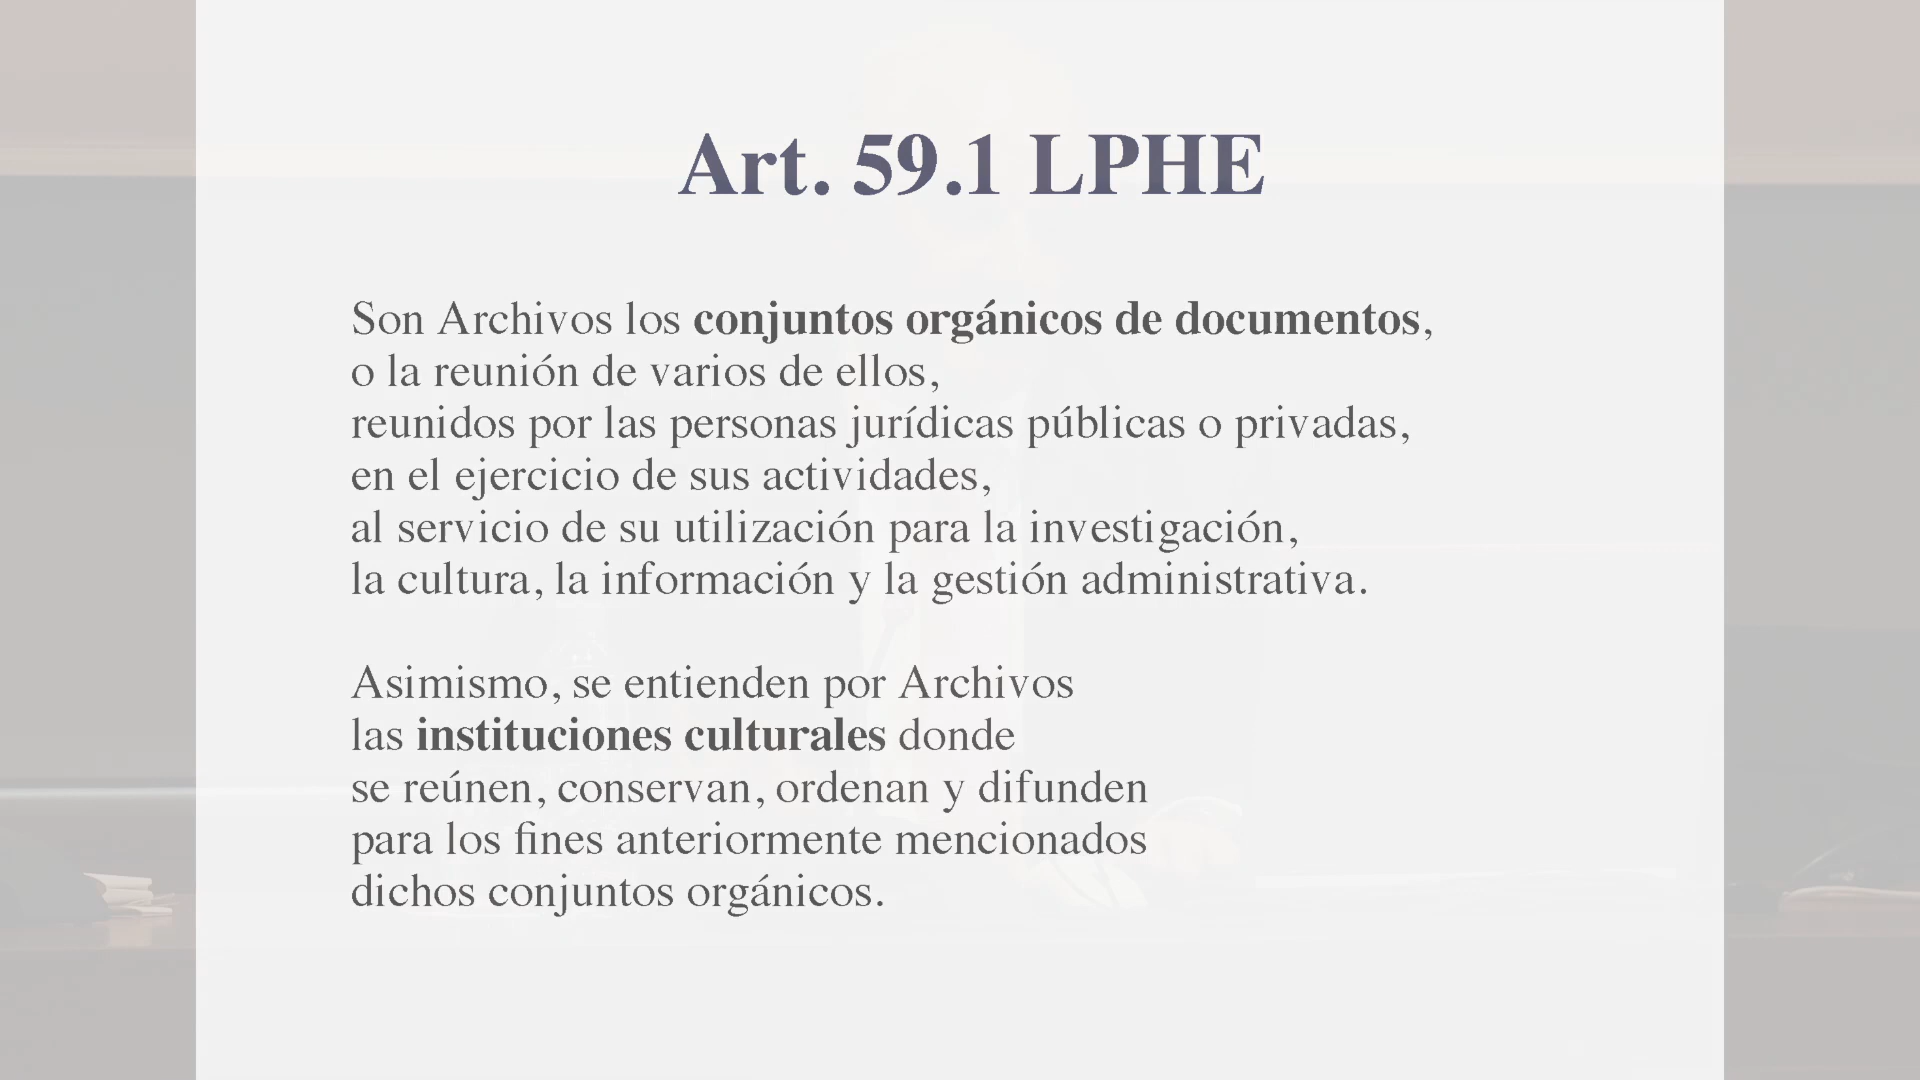 Art. 59.1 LPHE
Son Archivos los conjuntos orgánicos de documentos,
o la reunión de varios de ellos,
reunidos por las personas jurídicas públicas o privadas,
en el ejercicio de sus actividades,
al servicio de su utilización para la investigación,
la cultura, la información y la gestión administrativa.
Asimismo, se entienden por Archivos
las instituciones culturales donde
se reúnen, conservan, ordenan y difunden
para los fines anteriormente mencionados
dichos conjuntos orgánicos.